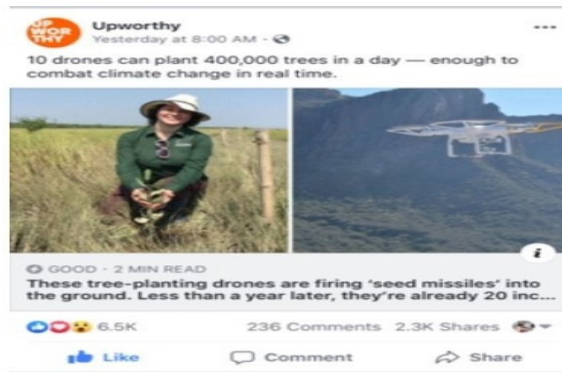 UP
WOR
THY
Upworthy
Yesterday at 8:00 AM ·
10 drones can plant 400,000 trees in a day — enough to
combat climate change in real time.
i
GOOD · 2 MIN READ
These tree-planting drones are firing 'seed missiles' into
the ground. Less than a year later, they're already 20 inc...
6.5K
236 Comments 2.3K Shares
Like
Comment
Share